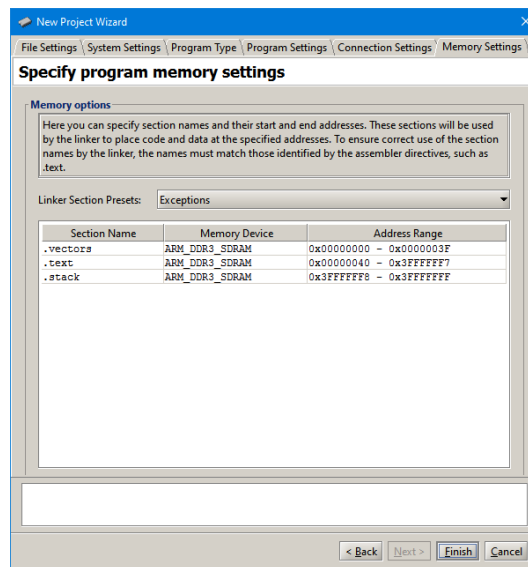 New Project Wizard
File Settings System Settings Program Type Program Settings Connection Settings Memory Settings
Specify program memory settings
Memory options
Here you can specify section names and their start and end addresses. These sections will be used
by the linker to place code and data at the specified addresses. To ensure correct use of the section
names by the linker, the names must match those identified by the assembler directives, such as
.text.
Linker Section Presets: Exceptions
Section Name Memory Device Address Range
.vectors ARM_DDR3_SDRAM 0x00000000 - 0x0000003F
.text ARM_DDR3_SDRAM 0x00000040 - 0x3FFFFFF7
.stack ARM_DDR3_SDRAM 0x3FFFFFF8 - 0x3FFFFFFF
< Back Next > Finish Cancel